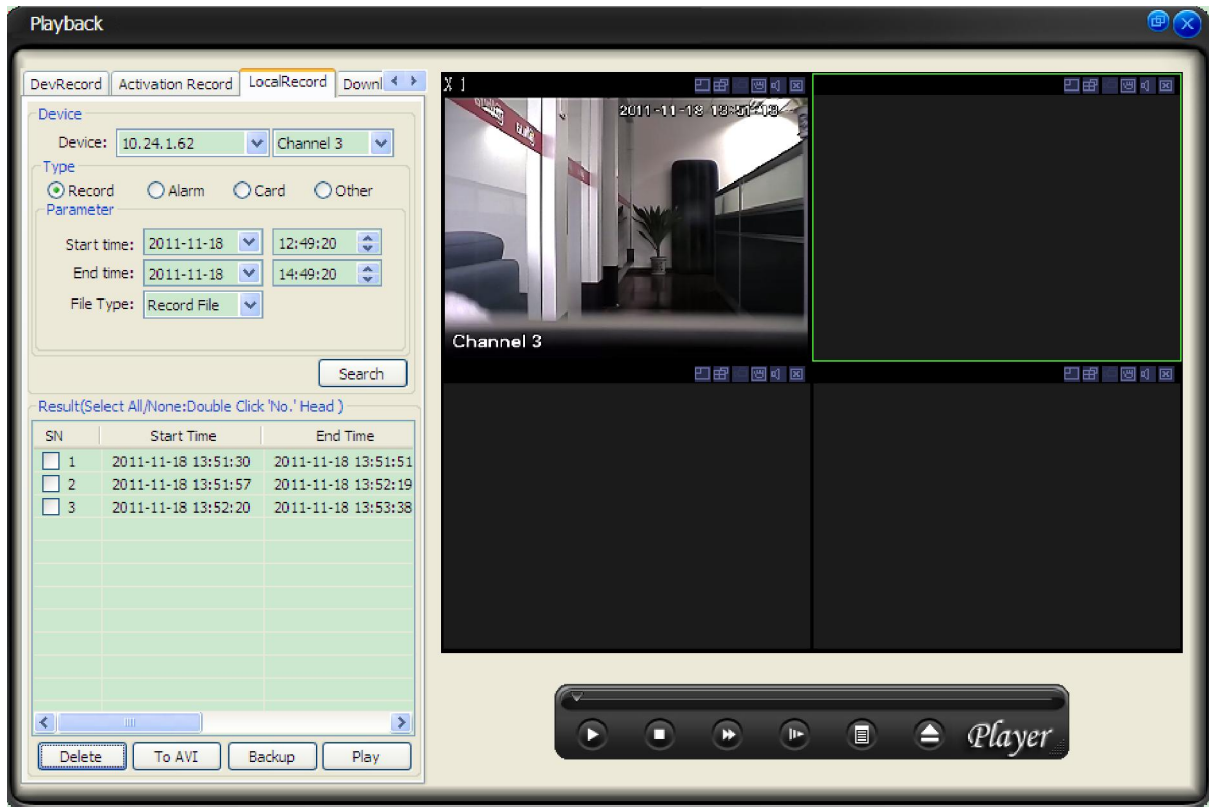 Playback
DevRecord Activation Record LocalRecord Downl
Device
Device: 10.24.1.62 Channel 3
Type
Record Alarm Card Other
Parameter
Start time: 2011-11-18 12:49:20
End time: 2011-11-18 14:49:20
File Type: Record File
Search
Result(Select All/None:Double Click 'No.' Head )
SN Start Time End Time
1 2011-11-18 13:51:30 2011-11-18 13:51:51
2 2011-11-18 13:51:57 2011-11-18 13:52:19
3 2011-11-18 13:52:20 2011-11-18 13:53:38
Delete To AVI Backup Play
X 1
2011-11-18
Channel 3
Player